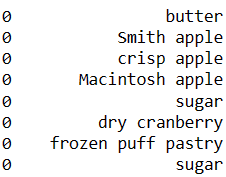 0 butter
0 Smith apple
0 crisp apple
0 Macintosh apple
0 sugar
0 dry cranberry
0 frozen puff pastry
0 sugar